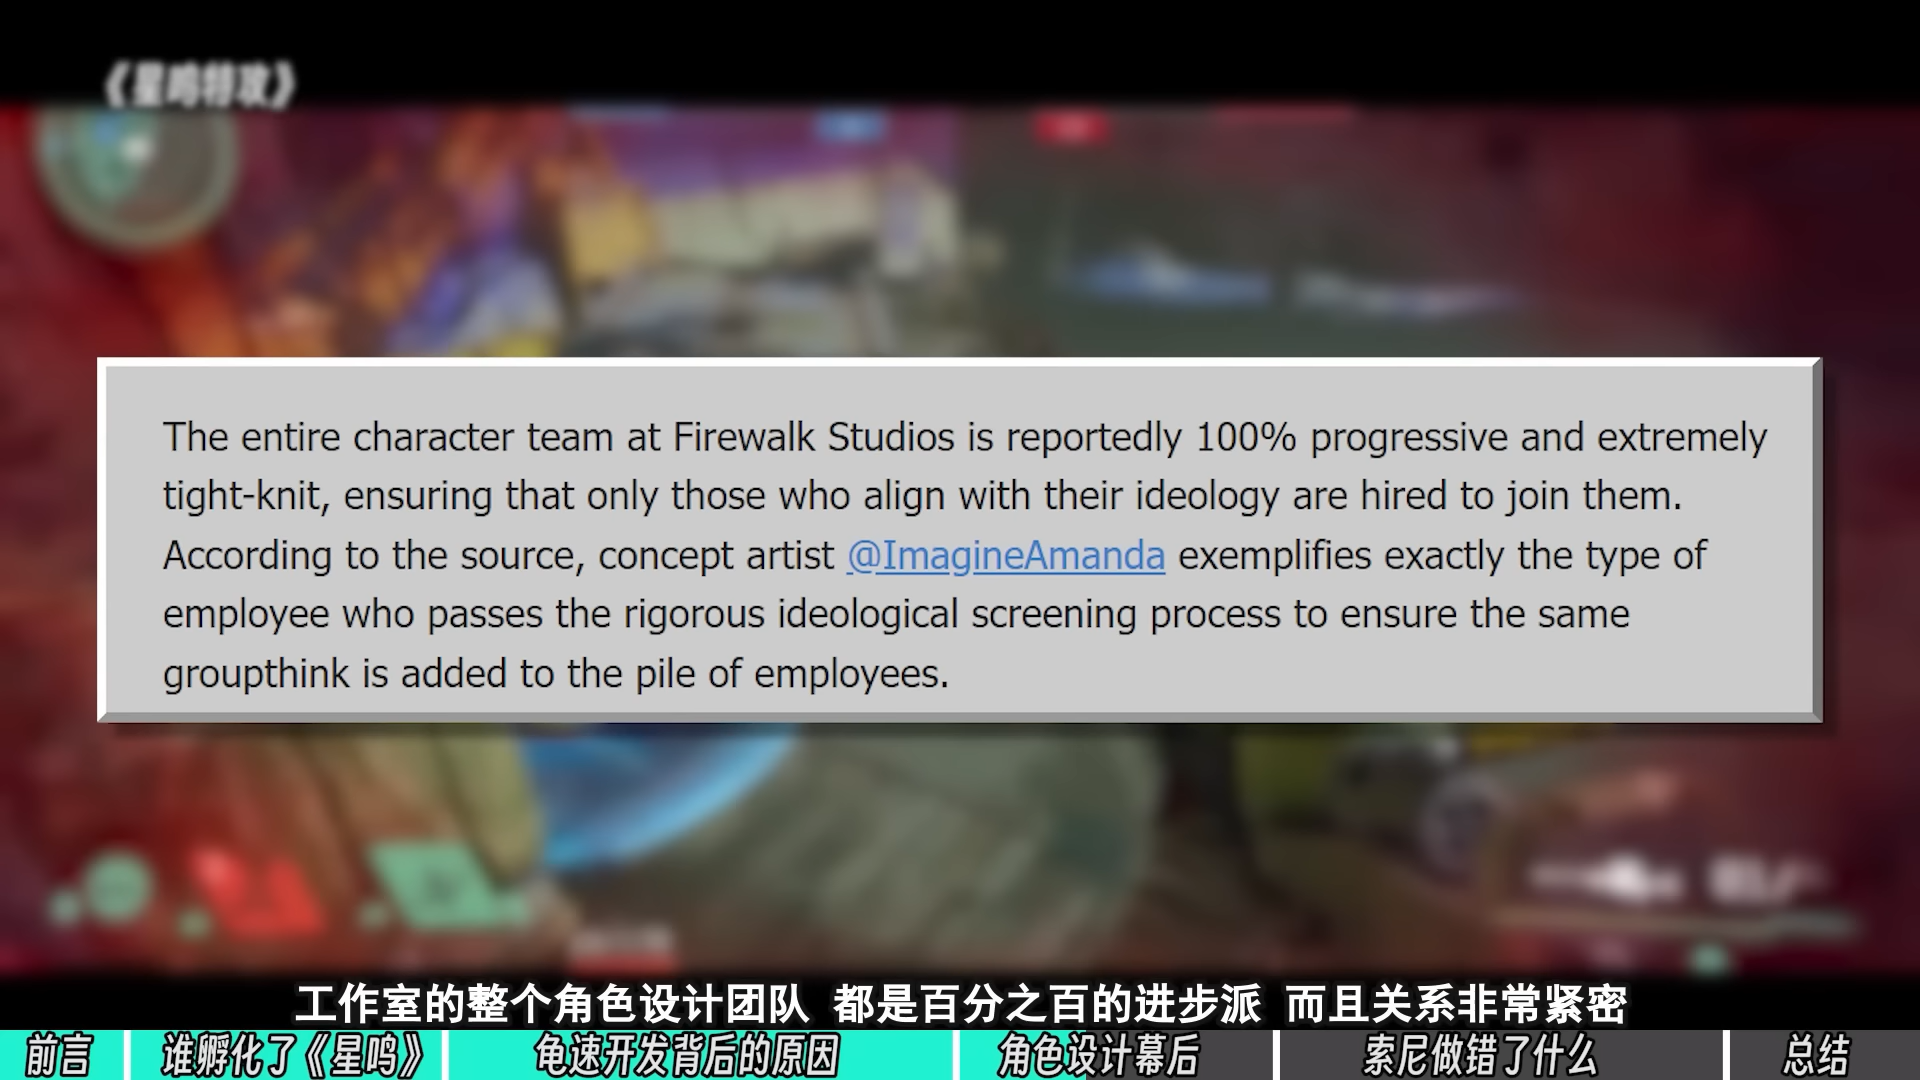 《星鸣特攻》
The entire character team at Firewalk Studios is reportedly 100% progressive and extremely
tight-knit, ensuring that only those who align with their ideology are hired to join them.
According to the source, concept artist @ImagineAmanda exemplifies exactly the type of
employee who passes the rigorous ideological screening process to ensure the same
groupthink is added to the pile of employees.
工作室的整个角色设计团队 都是百分之百的进步派 而且关系非常紧密
前言
谁孵化了《星鸣》
龟速开发背后的原因
角色设计幕后
索尼做错了什么
总结